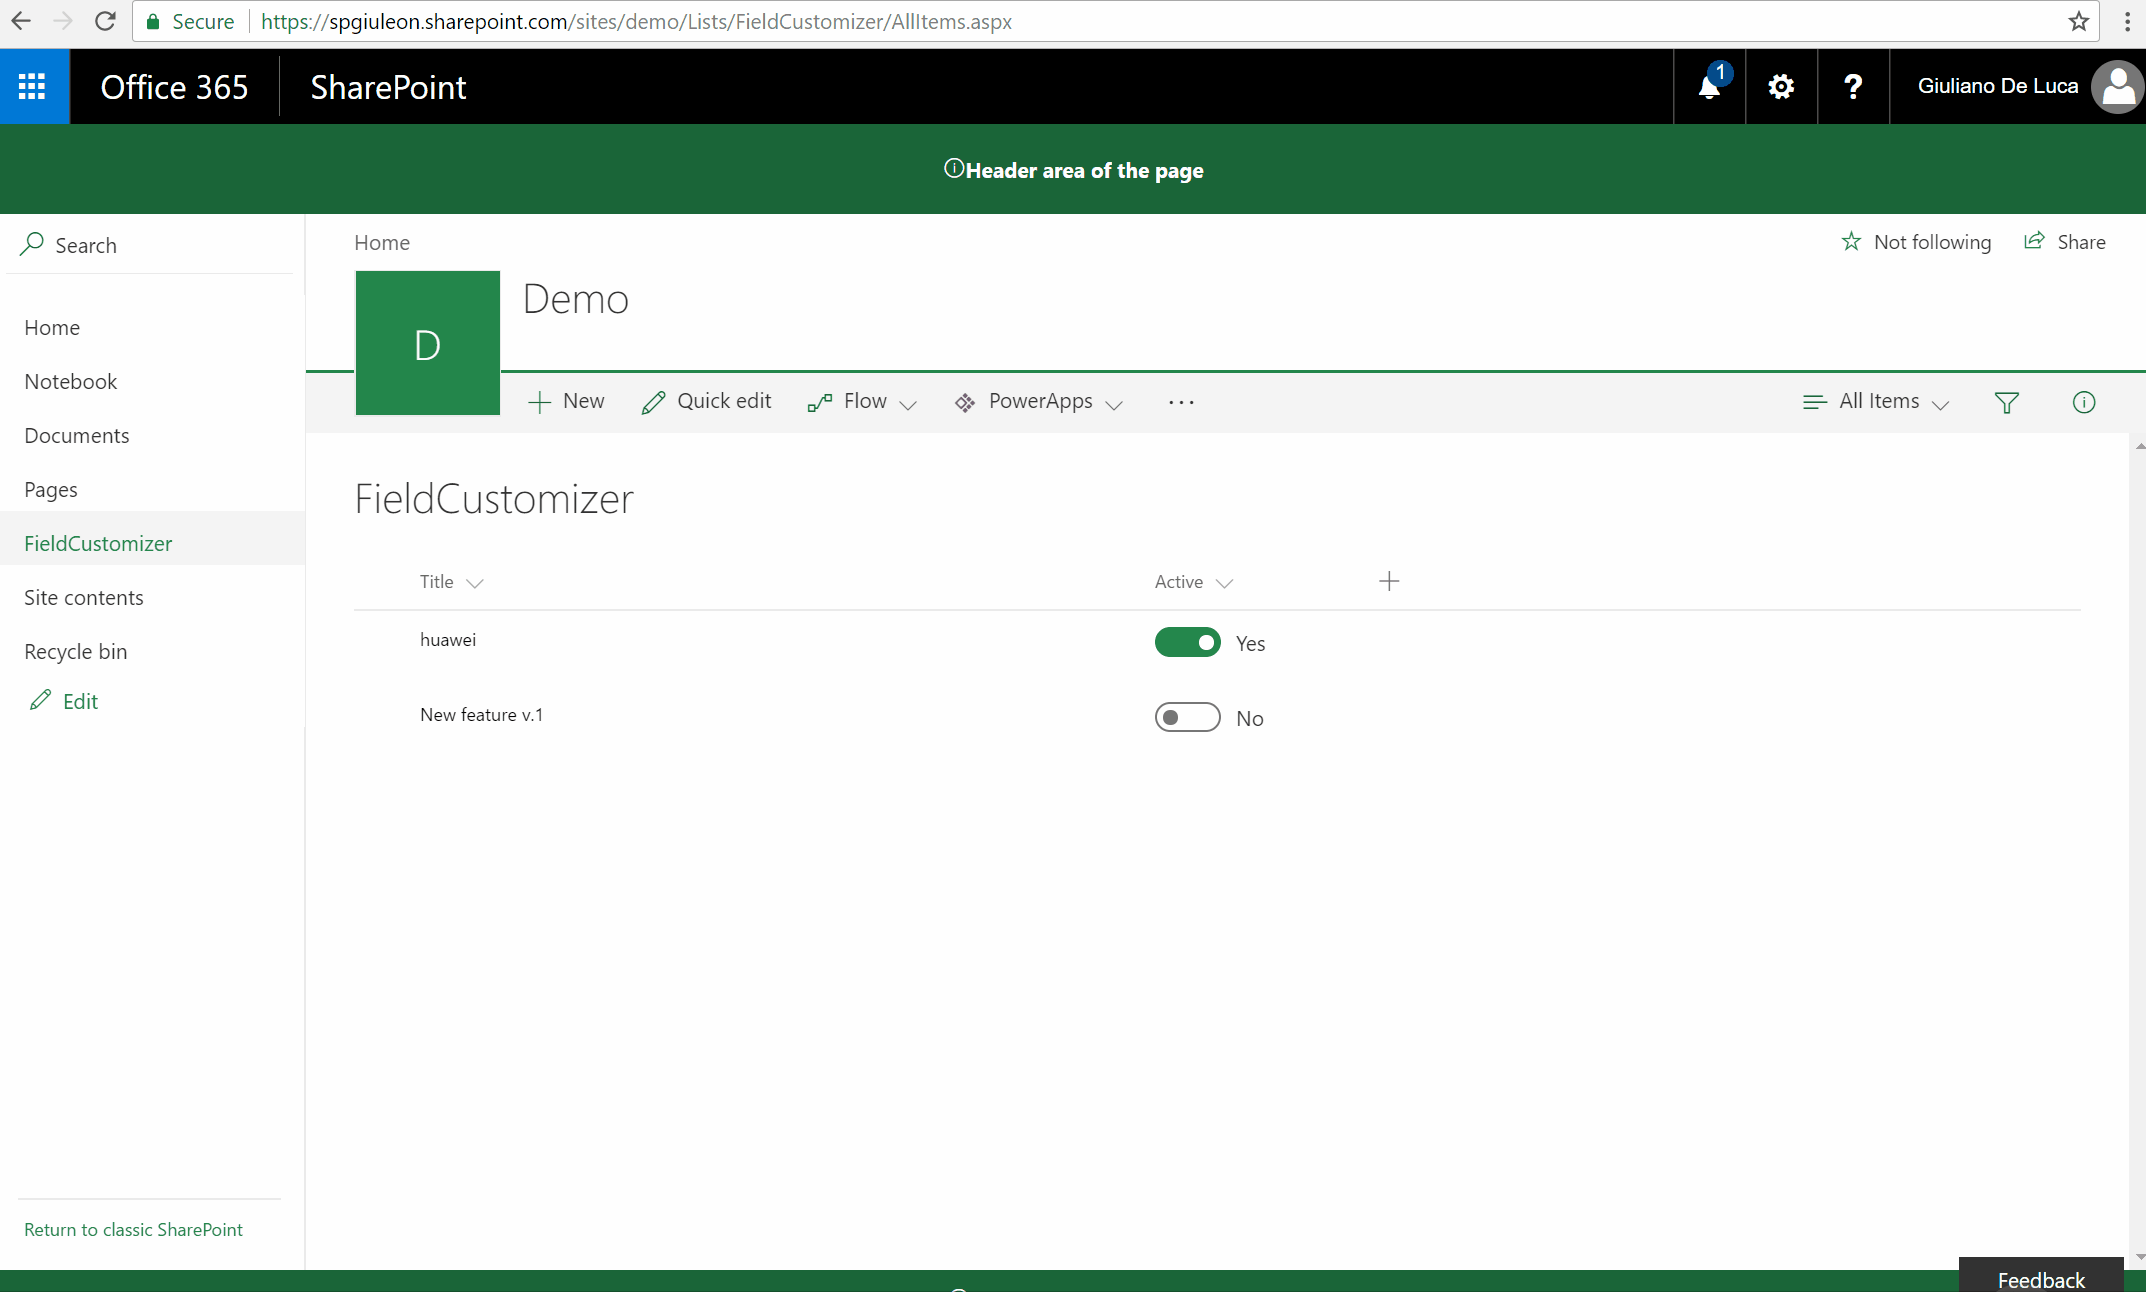 Secure https://spgiuleon.sharepoint.com/sites/demo/Lists/FieldCustomizer/AllItems.aspx
Office 365 SharePoint 1 ? Giuliano De Luca
Header area of the page
Search
Home
Not following Share
D
Demo
Home
Notebook
Documents
Pages
FieldCustomizer
Site contents
Recycle bin
Edit
New Quick edit Flow PowerApps ... All Items
FieldCustomizer
Title Active
huawei Yes
New feature v.1 No
Return to classic SharePoint
Feedback